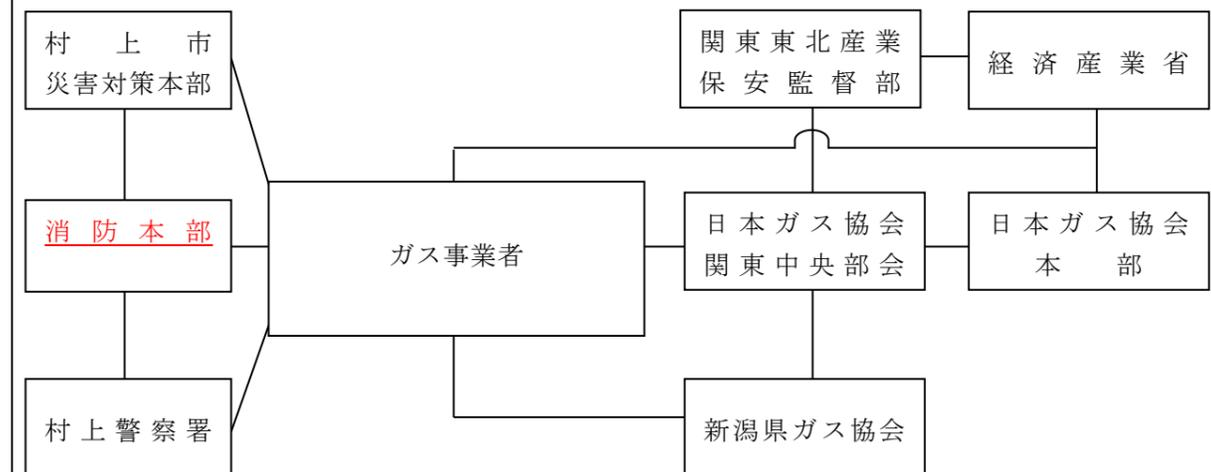 村上市
災害対策本部
関東東北産業
保安監督部
経済産業省
消防本部
ガス事業者
日本ガス協会
関東中央部会
日本ガス協会
本部
村上警察署
新潟県ガス協会